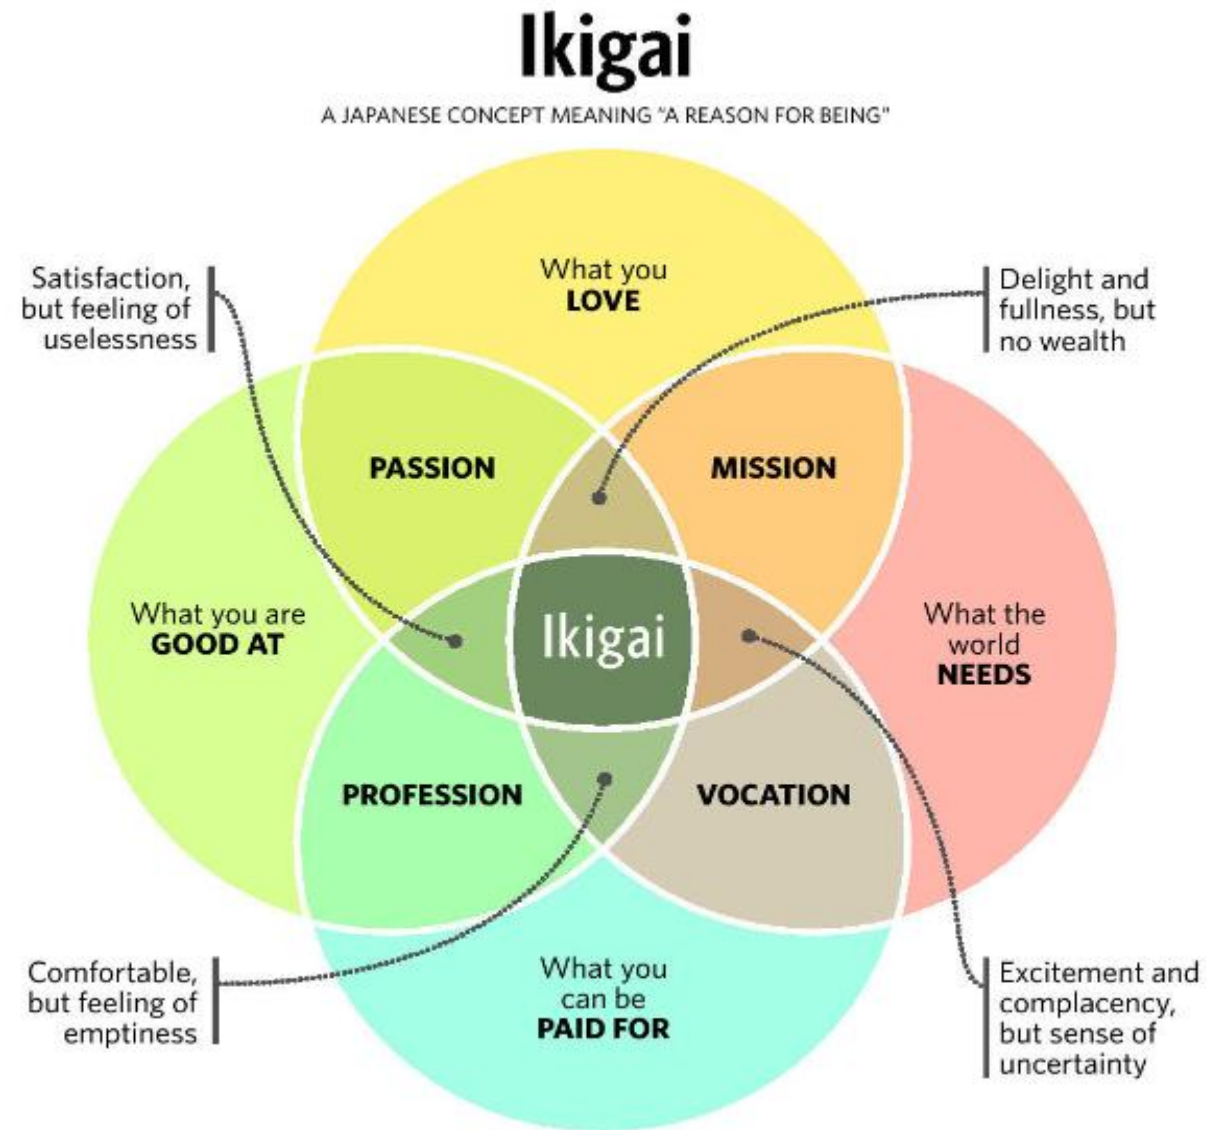 Ikigai
A JAPANESE CONCEPT MEANING "A REASON FOR BEING"
Satisfaction,
but feeling of
uselessness
What you
LOVE
Delight and
fullness, but
no wealth
PASSION
MISSION
What you are
GOOD AT
Ikigai
What the
world
NEEDS
PROFESSION
VOCATION
Comfortable,
but feeling of
emptiness
What you
can be
PAID FOR
Excitement and
complacency,
but sense of
uncertainty